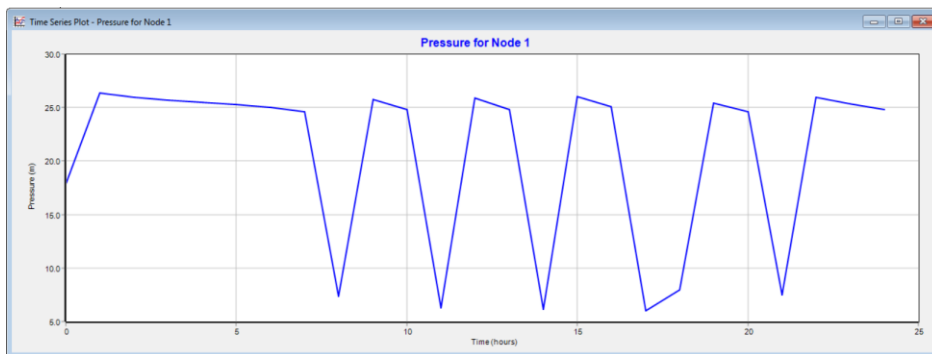 Time Series Plot - Pressure for Node 1
Pressure for Node 1
30.0
25.0
20.0
Pressure (m)
15.0
10.0
5.0
0 5 10 15 20 25
Time (hours)